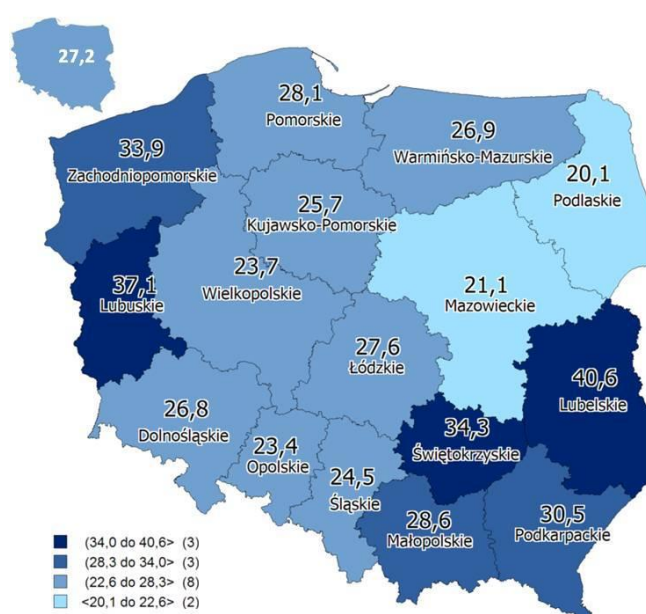 27,2
28,1
Pomorskie
26,9
Warmińsko-Mazurskie
33,9
Zachodniopomorskie
20,1
Podlaskie
25,7
Kujawsko-Pomorskie
23,7
Wielkopolskie
37,1
Lubuskie
21,1
Mazowieckie
27,6
Łódzkie
40,6
Lubelskie
26,8
Dolnośląskie
34,3
Świętokrzyskie
23,4
Opolskie
24,5
Śląskie
28,6
Małopolskie
30,5
Podkarpackie
(34,0 do 40,6> (3)
(28,3 do 34,0> (3)
(22,6 do 28,3> (8)
<20,1 do 22,6> (2)